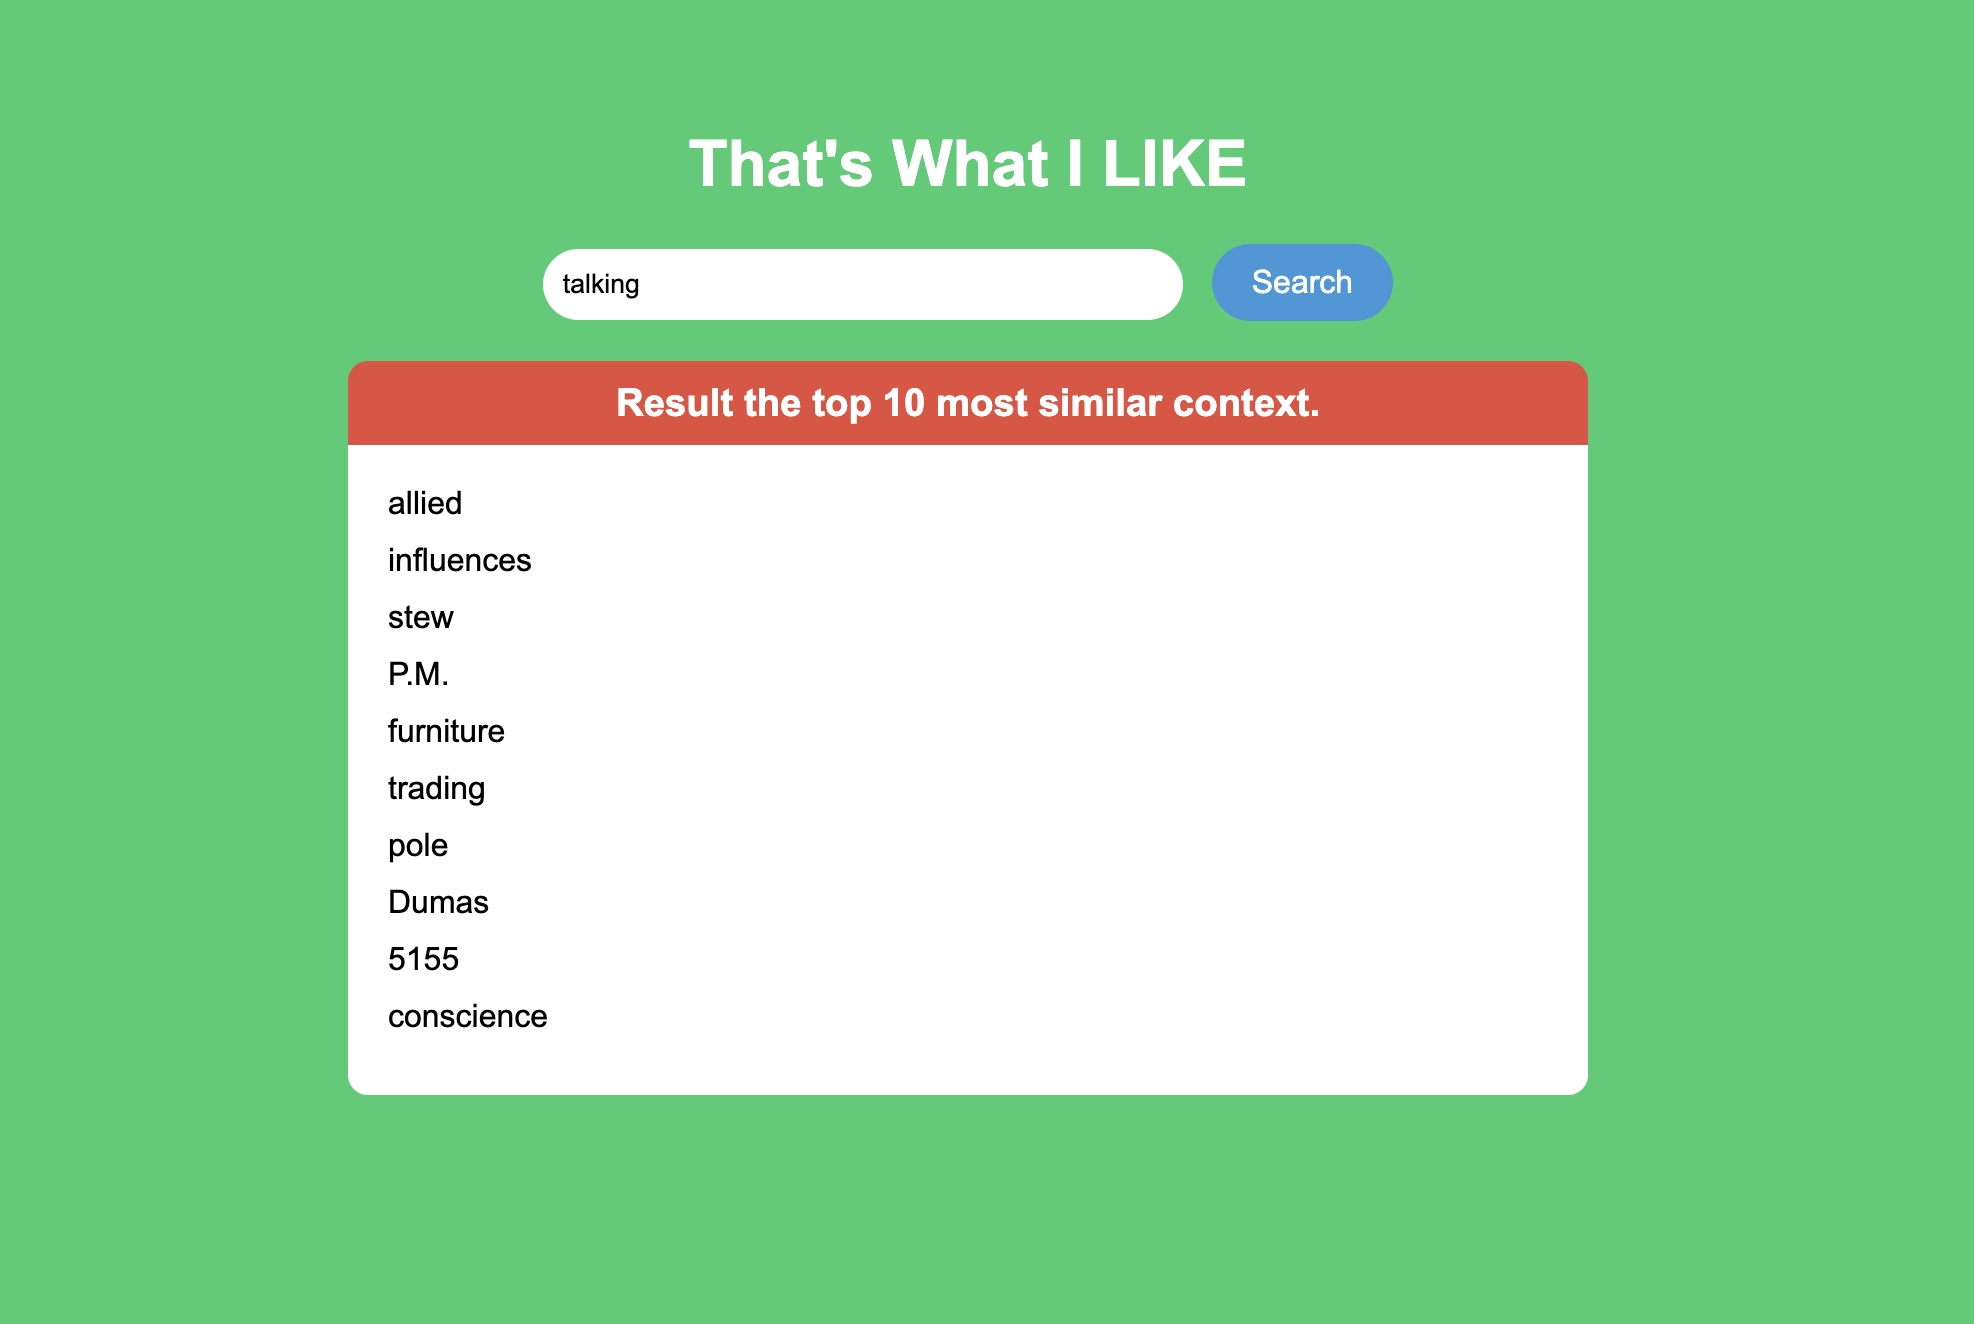 That's What I LIKE
talking
Search
Result the top 10 most similar context.
allied
influences
stew
P.M.
furniture
trading
pole
Dumas
5155
conscience